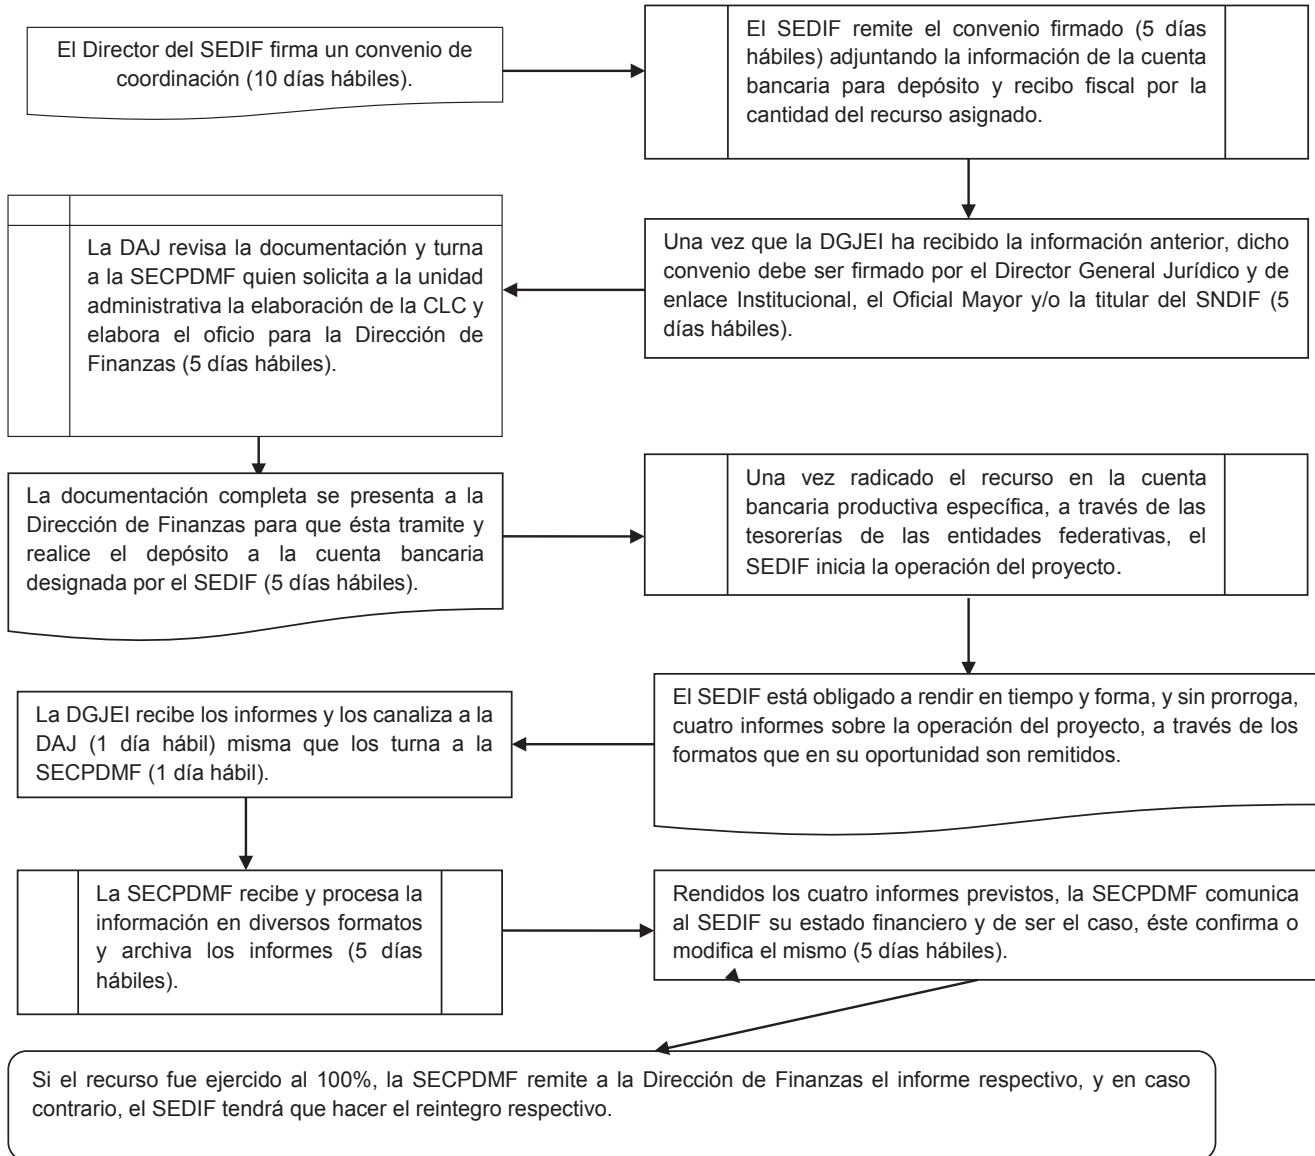 El Director del SEDIF firma un convenio de
coordinación (10 días hábiles).
El SEDIF remite el convenio firmado (5 días
hábiles) adjuntando la información de la cuenta
bancaria para depósito y recibo fiscal por la
cantidad del recurso asignado.
Una vez que la DGJEI ha recibido la información anterior, dicho
convenio debe ser firmado por el Director General Jurídico y de
enlace Institucional, el Oficial Mayor y/o la titular del SNDIF (5
días hábiles).
La DAJ revisa la documentación y turna
a la SECPDMF quien solicita a la unidad
administrativa la elaboración de la CLC y
elabora el oficio para la Dirección de
Finanzas (5 días hábiles).
La documentación completa se presenta a la
Dirección de Finanzas para que ésta tramite y
realice el depósito a la cuenta bancaria
designada por el SEDIF (5 días hábiles).
Una vez radicado el recurso en la cuenta
bancaria productiva específica, a través de las
tesorerías de las entidades federativas, el
SEDIF inicia la operación del proyecto.
El SEDIF está obligado a rendir en tiempo y forma, y sin prorroga,
cuatro informes sobre la operación del proyecto, a través de los
formatos que en su oportunidad son remitidos.
La DGJEI recibe los informes y los canaliza a la
DAJ (1 día hábil) misma que los turna a la
SECPDMF (1 día hábil).
La SECPDMF recibe y procesa la
información en diversos formatos
y archiva los informes (5 días
hábiles).
Rendidos los cuatro informes previstos, la SECPDMF comunica
al SEDIF su estado financiero y de ser el caso, éste confirma o
modifica el mismo (5 días hábiles).
Si el recurso fue ejercido al 100%, la SECPDMF remite a la Dirección de Finanzas el informe respectivo, y en caso
contrario, el SEDIF tendrá que hacer el reintegro respectivo.